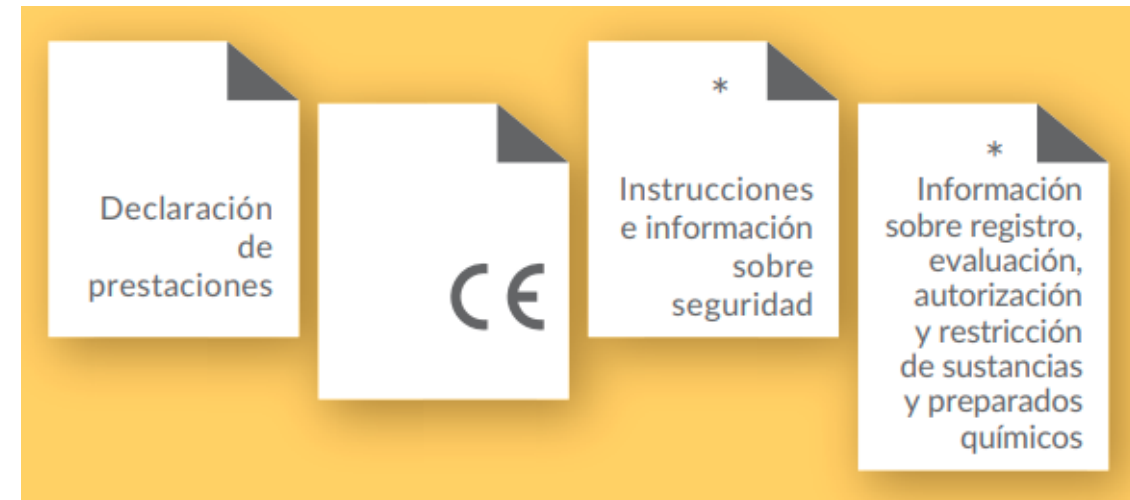 Declaración
de
prestaciones
CE
*
Instrucciones
e información
sobre
seguridad
*
Información
sobre registro,
evaluación,
autorización
y restricción
de sustancias
y preparados
químicos